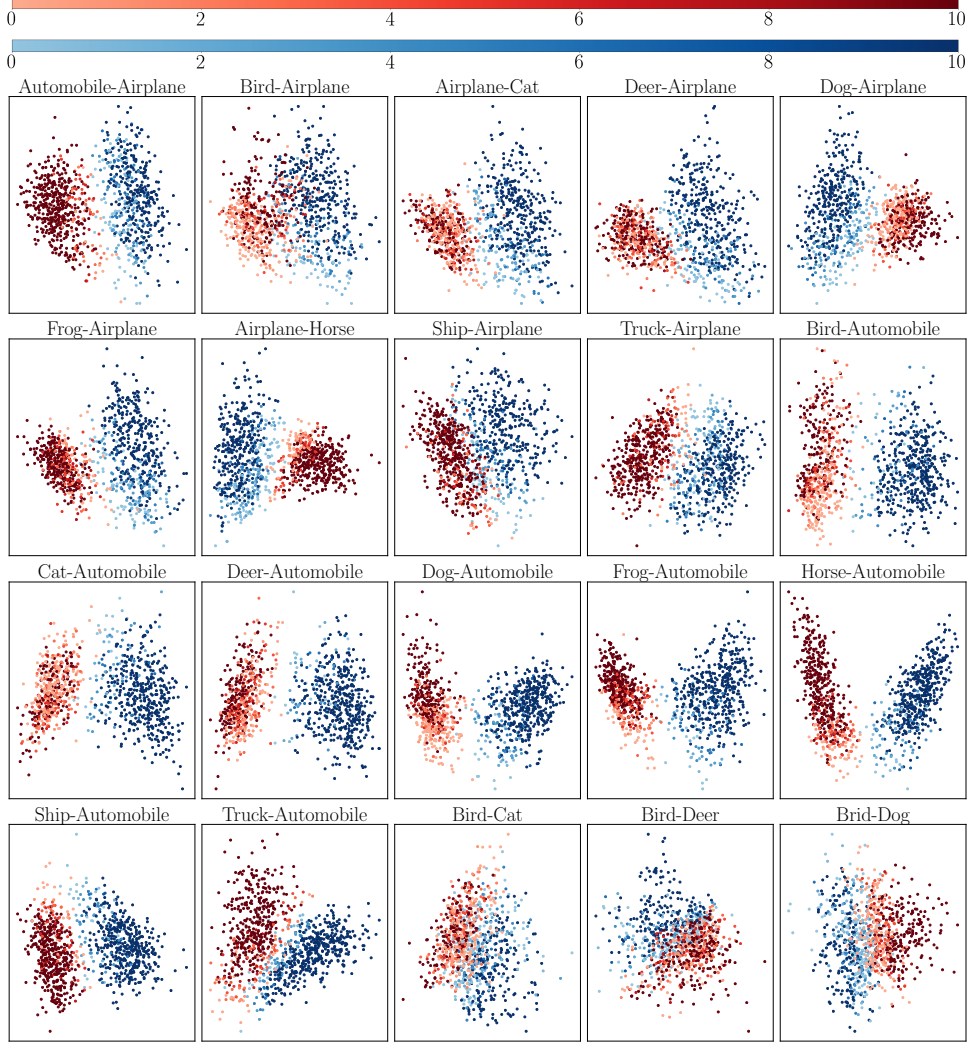 0 2 4 6 8 10
0 2 4 6 8 10
Automobile-Airplane Bird-Airplane Airplane-Cat Deer-Airplane Dog-Airplane
Frog-Airplane Airplane-Horse Ship-Airplane Truck-Airplane Bird-Automobile
Cat-Automobile Deer-Automobile Dog-Automobile Frog-Automobile Horse-Automobile
Ship-Automobile Truck-Automobile Bird-Cat Bird-Deer Brid-Dog